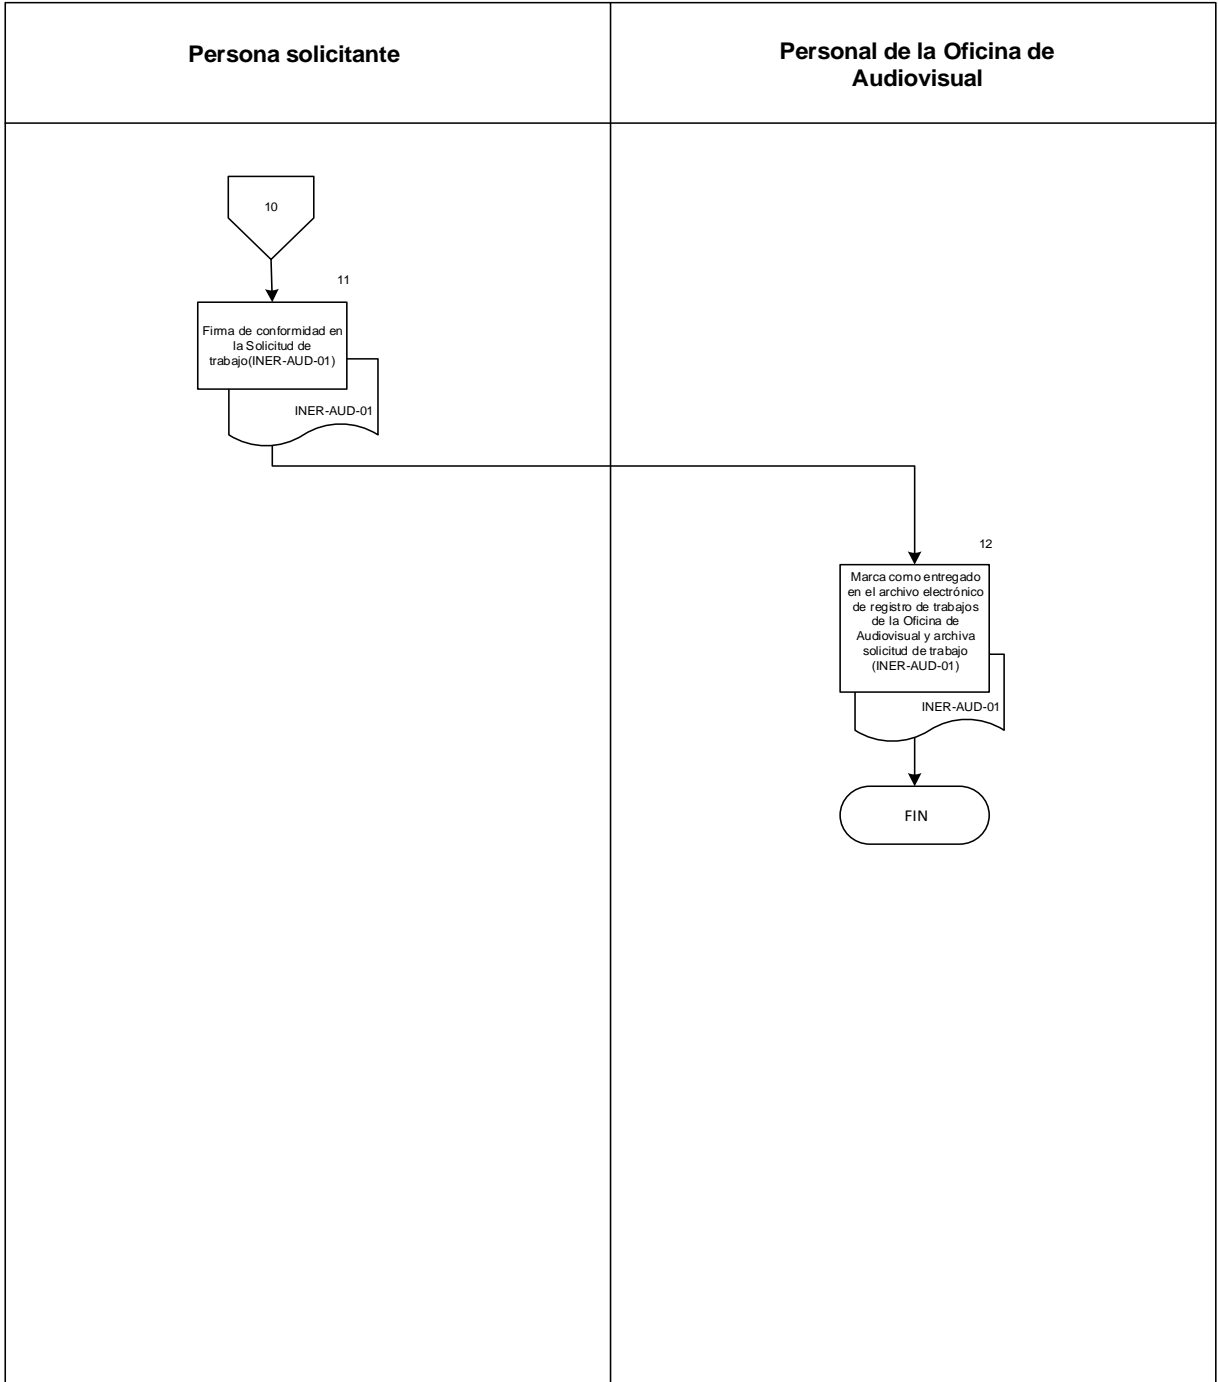 Persona solicitante
Personal de la Oficina de
Audiovisual
10
11
Firma de conformidad en
la Solicitud de
trabajo(INER-AUD-01)
INER-AUD-01
12
Marca como entregado
en el archivo electrónico
de registro de trabajos
de la Oficina de
Audiovisual y archiva
solicitud de trabajo
(INER-AUD-01)
INER-AUD-01
FIN